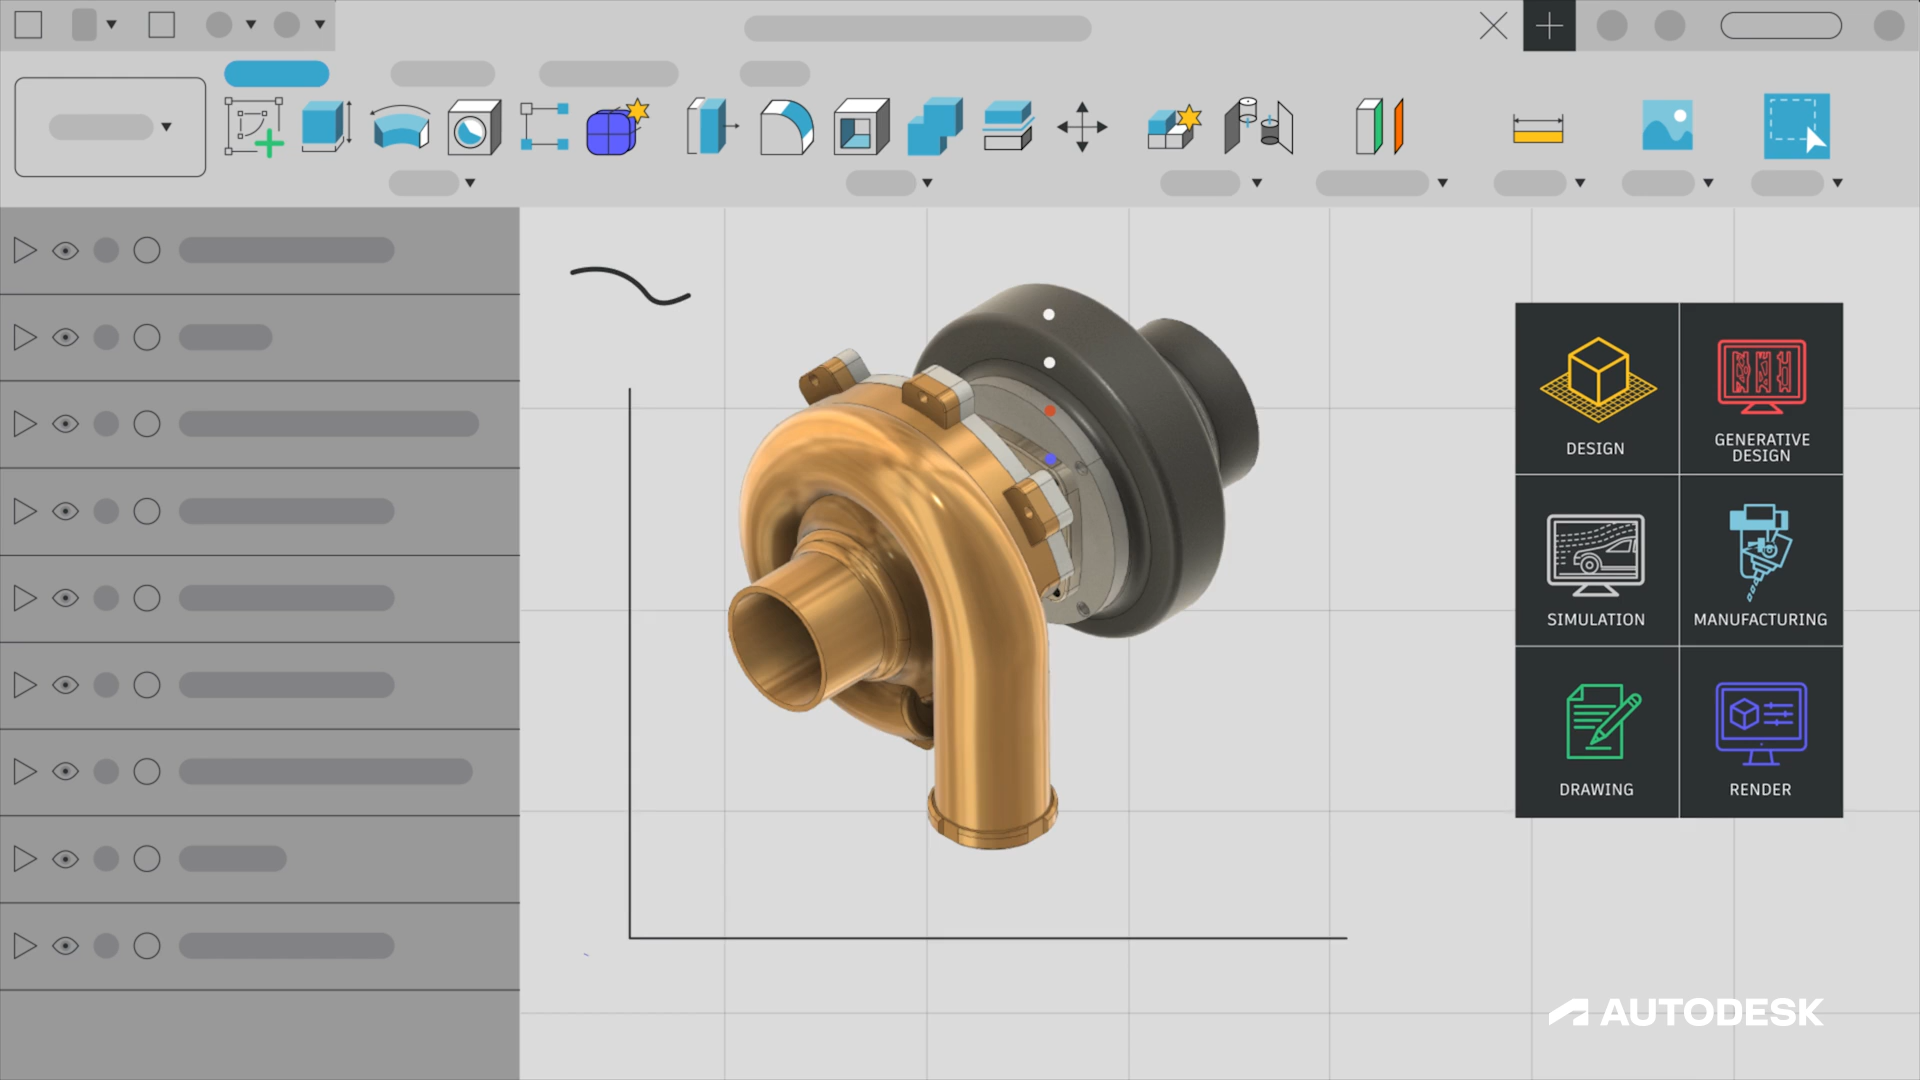 DESIGN
GENERATIVE
DESIGN
SIMULATION
MANUFACTURING
DRAWING
RENDER
AUTODESK